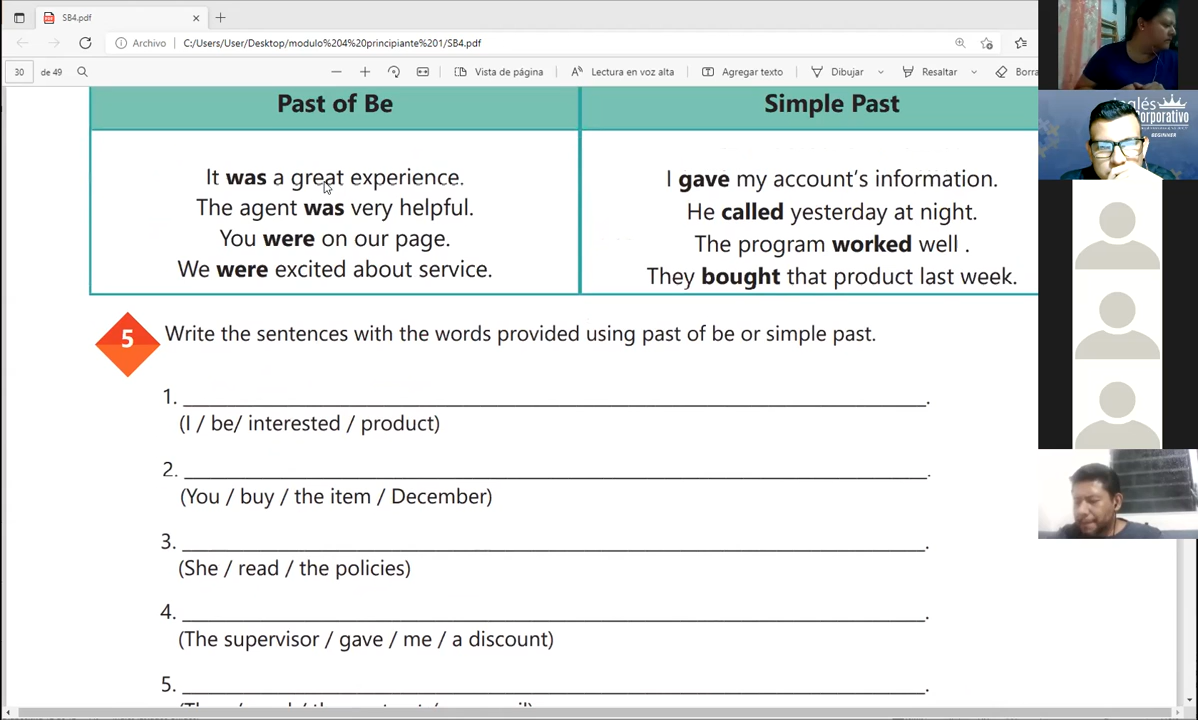 SB4.pdf
Archivo C:/Users/User/Desktop/modulo%204%20principiante%201/SB4.pdf
30 de 49 Vista de página Lectura en voz alta Agregar texto Dibujar Resaltar Borra
Past of Be
It was a great experience.
The agent was very helpful.
You were on our page.
We were excited about service.
Simple Past
I gave my account's information.
He called yesterday at night.
The program worked well .
They bought that product last week.
5 Write the sentences with the words provided using past of be or simple past.
1. .
(I / be/ interested / product)
2. .
(You / buy / the item / December)
3. .
(She / read / the policies)
4. .
(The supervisor / gave / me / a discount)
5. .
BEGINNER